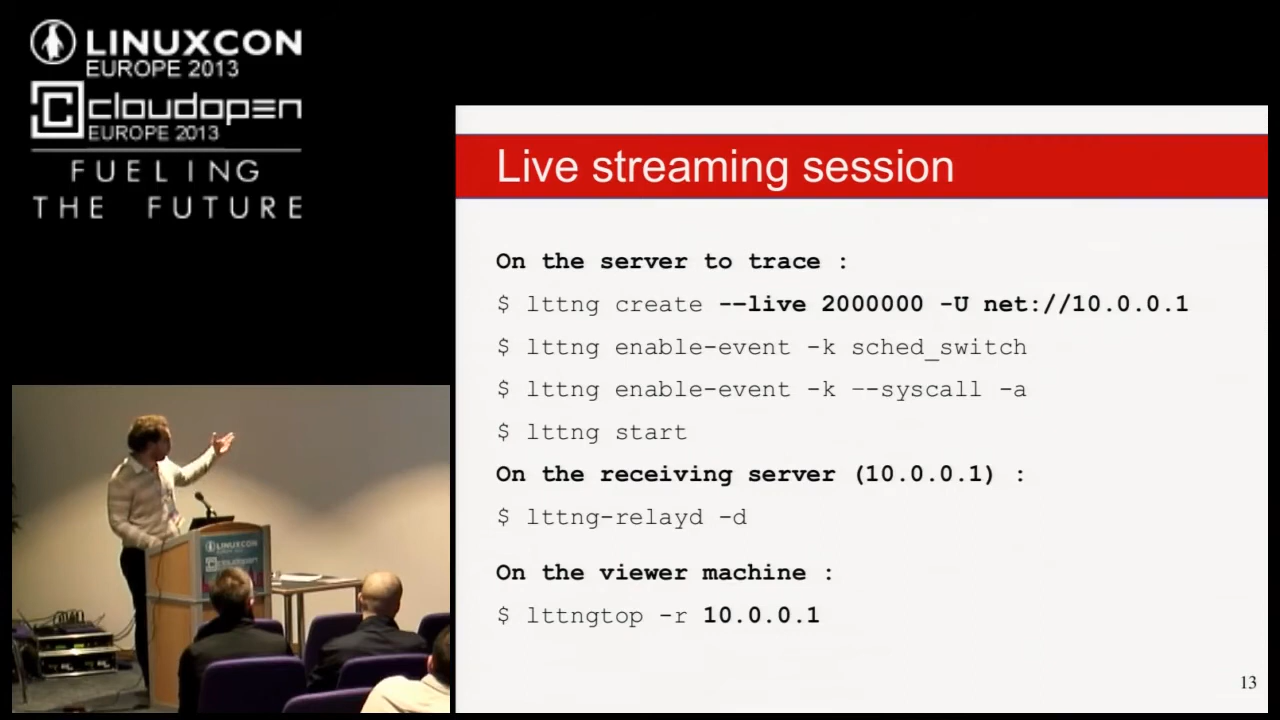 LINUXCON
EUROPE 2013
cloudopen
EUROPE 2013
FUELING
THE FUTURE
Live streaming session
On the server to trace :
$ lttng create --live 2000000 -U net://10.0.0.1
$ lttng enable-event -k sched_switch
$ lttng enable-event -k --syscall -a
$ lttng start
On the receiving server (10.0.0.1) :
$ lttng-relayd -d
On the viewer machine :
$ lttngtop -r 10.0.0.1
13
LINUXCON
cloudopen